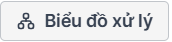 Biểu đồ xử lý